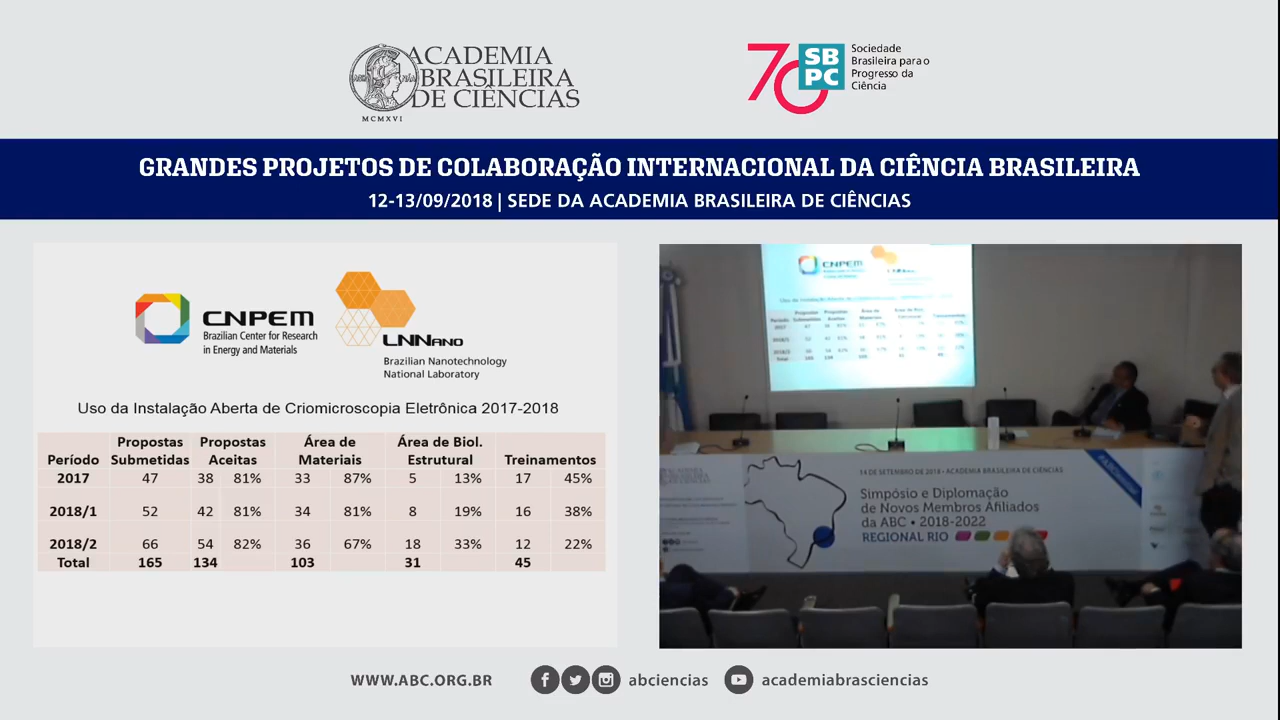 ACADEMIA
BRASILEIRA
DE CIÊNCIAS
MCMXVI
70
SB
PC
Sociedade
Brasileira para o
Progresso da
Ciência
GRANDES PROJETOS DE COLABORAÇÃO INTERNACIONAL DA CIÊNCIA BRASILEIRA
12-13/09/2018 | SEDE DA ACADEMIA BRASILEIRA DE CIÊNCIAS
CNPEM
Brazilian Center for Research
in Energy and Materials
LNNANO
Brazilian Nanotechnology
National Laboratory
Uso da Instalação Aberta de Criomicroscopia Eletrônica 2017-2018
Período Propostas Submetidas Propostas Aceitas Área de Materiais Área de Biol. Estrutural Treinamentos
2017 47 38 81% 33 87% 5 13% 17 45%
2018/1 52 42 81% 34 81% 8 19% 16 38%
2018/2 66 54 82% 36 67% 18 33% 12 22%
Total 165 134 103 31 45
CNPEM
14 DE SETEMBRO DE 2018 • ACADEMIA BRASILEIRA DE CIÊNCIAS
Simpósio e Diplomação
de Novos Membros Afiliados
da ABC • 2018-2022
REGIONAL RIO
WWW.ABC.ORG.BR
abciencias
academiabrasciencias